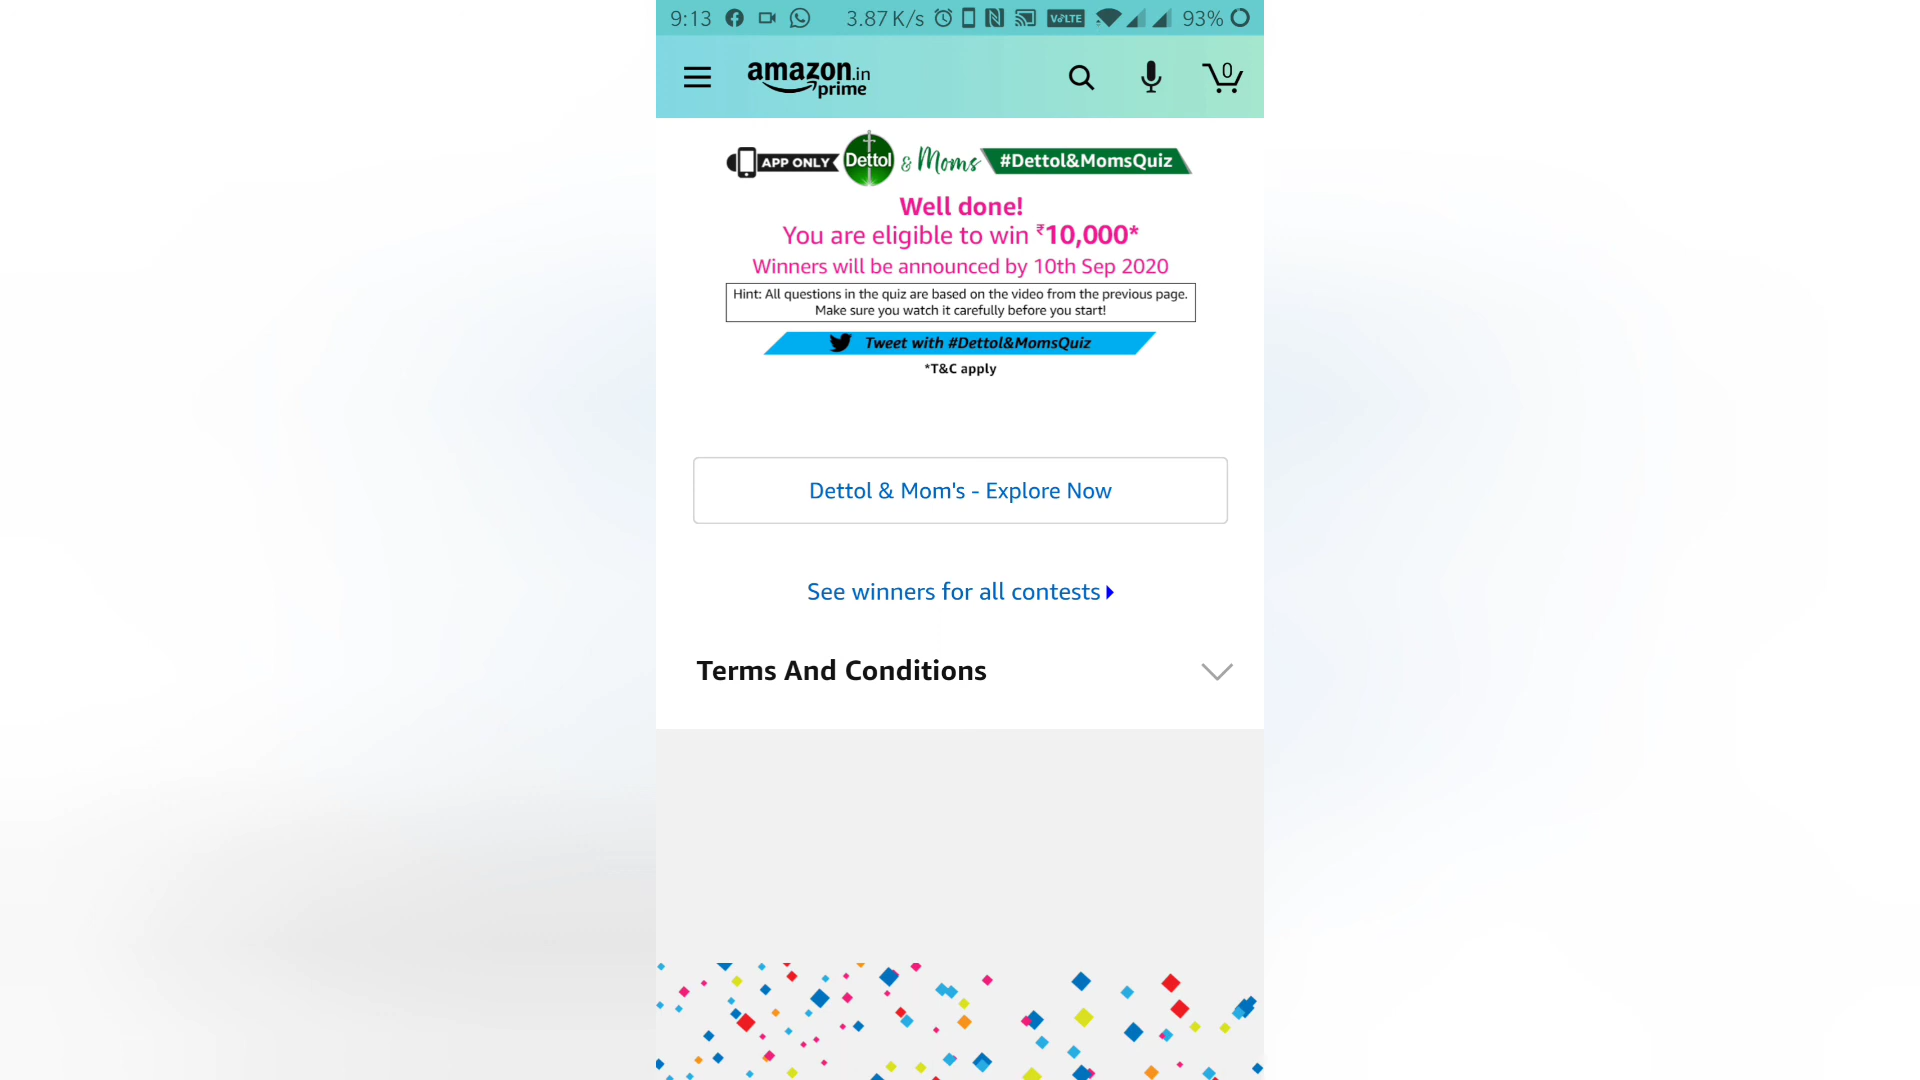 9:13 3.87 K/s VoLTE 93%
amazon.in
prime
0
APP ONLY Dettol & Moms #Dettol&MomsQuiz
Well done!
You are eligible to win ₹10,000*
Winners will be announced by 10th Sep 2020
Hint: All questions in the quiz are based on the video from the previous page.
Make sure you watch it carefully before you start!
Tweet with #Dettol&MomsQuiz
*T&C apply
Dettol & Mom's - Explore Now
See winners for all contests
Terms And Conditions